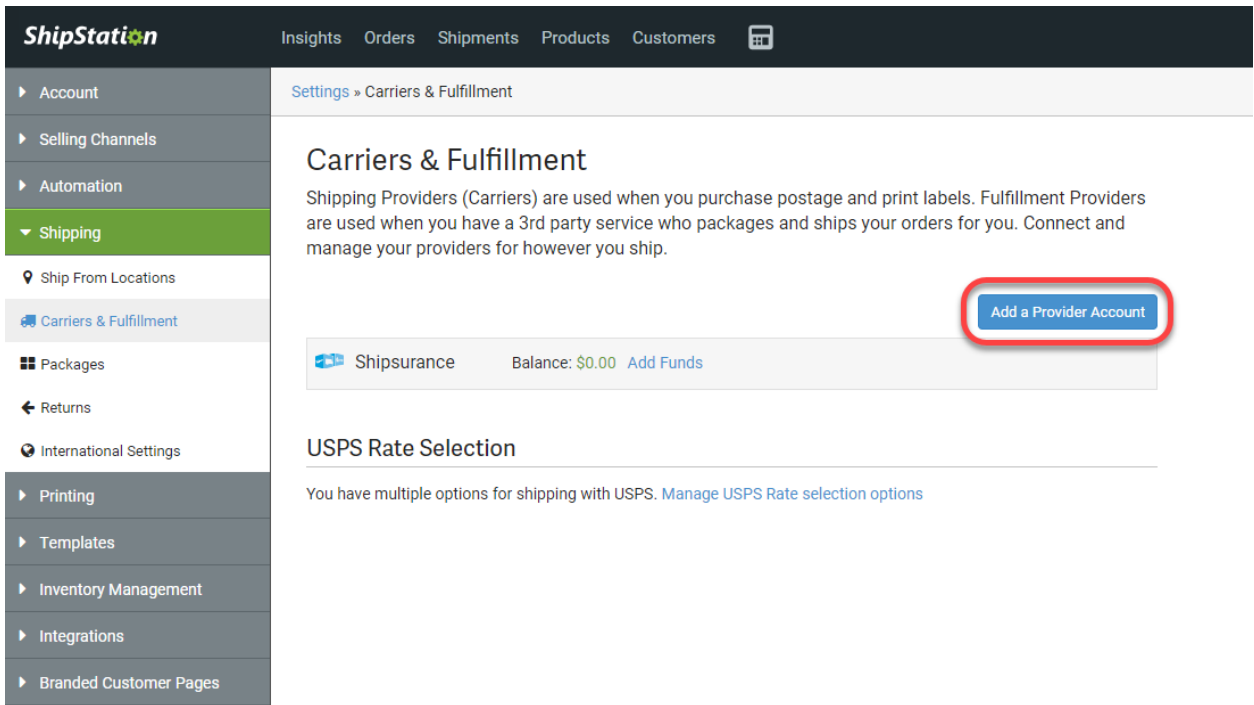 ShipStation
Insights Orders Shipments Products Customers
Account
Selling Channels
Automation
Shipping
Ship From Locations
Carriers & Fulfillment
Packages
Returns
International Settings
Printing
Templates
Inventory Management
Integrations
Branded Customer Pages
Settings » Carriers & Fulfillment
Carriers & Fulfillment
Shipping Providers (Carriers) are used when you purchase postage and print labels. Fulfillment Providers
are used when you have a 3rd party service who packages and ships your orders for you. Connect and
manage your providers for however you ship.
Add a Provider Account
Shipsurance Balance: $0.00 Add Funds
USPS Rate Selection
You have multiple options for shipping with USPS. Manage USPS Rate selection options